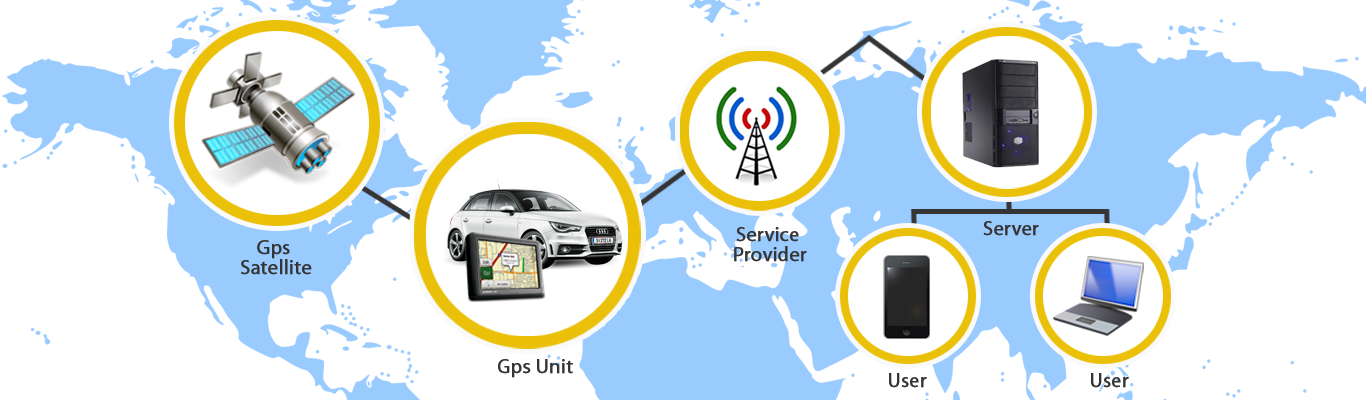 Gps
Satellite
Gps Unit
Service
Provider
Server
User
User